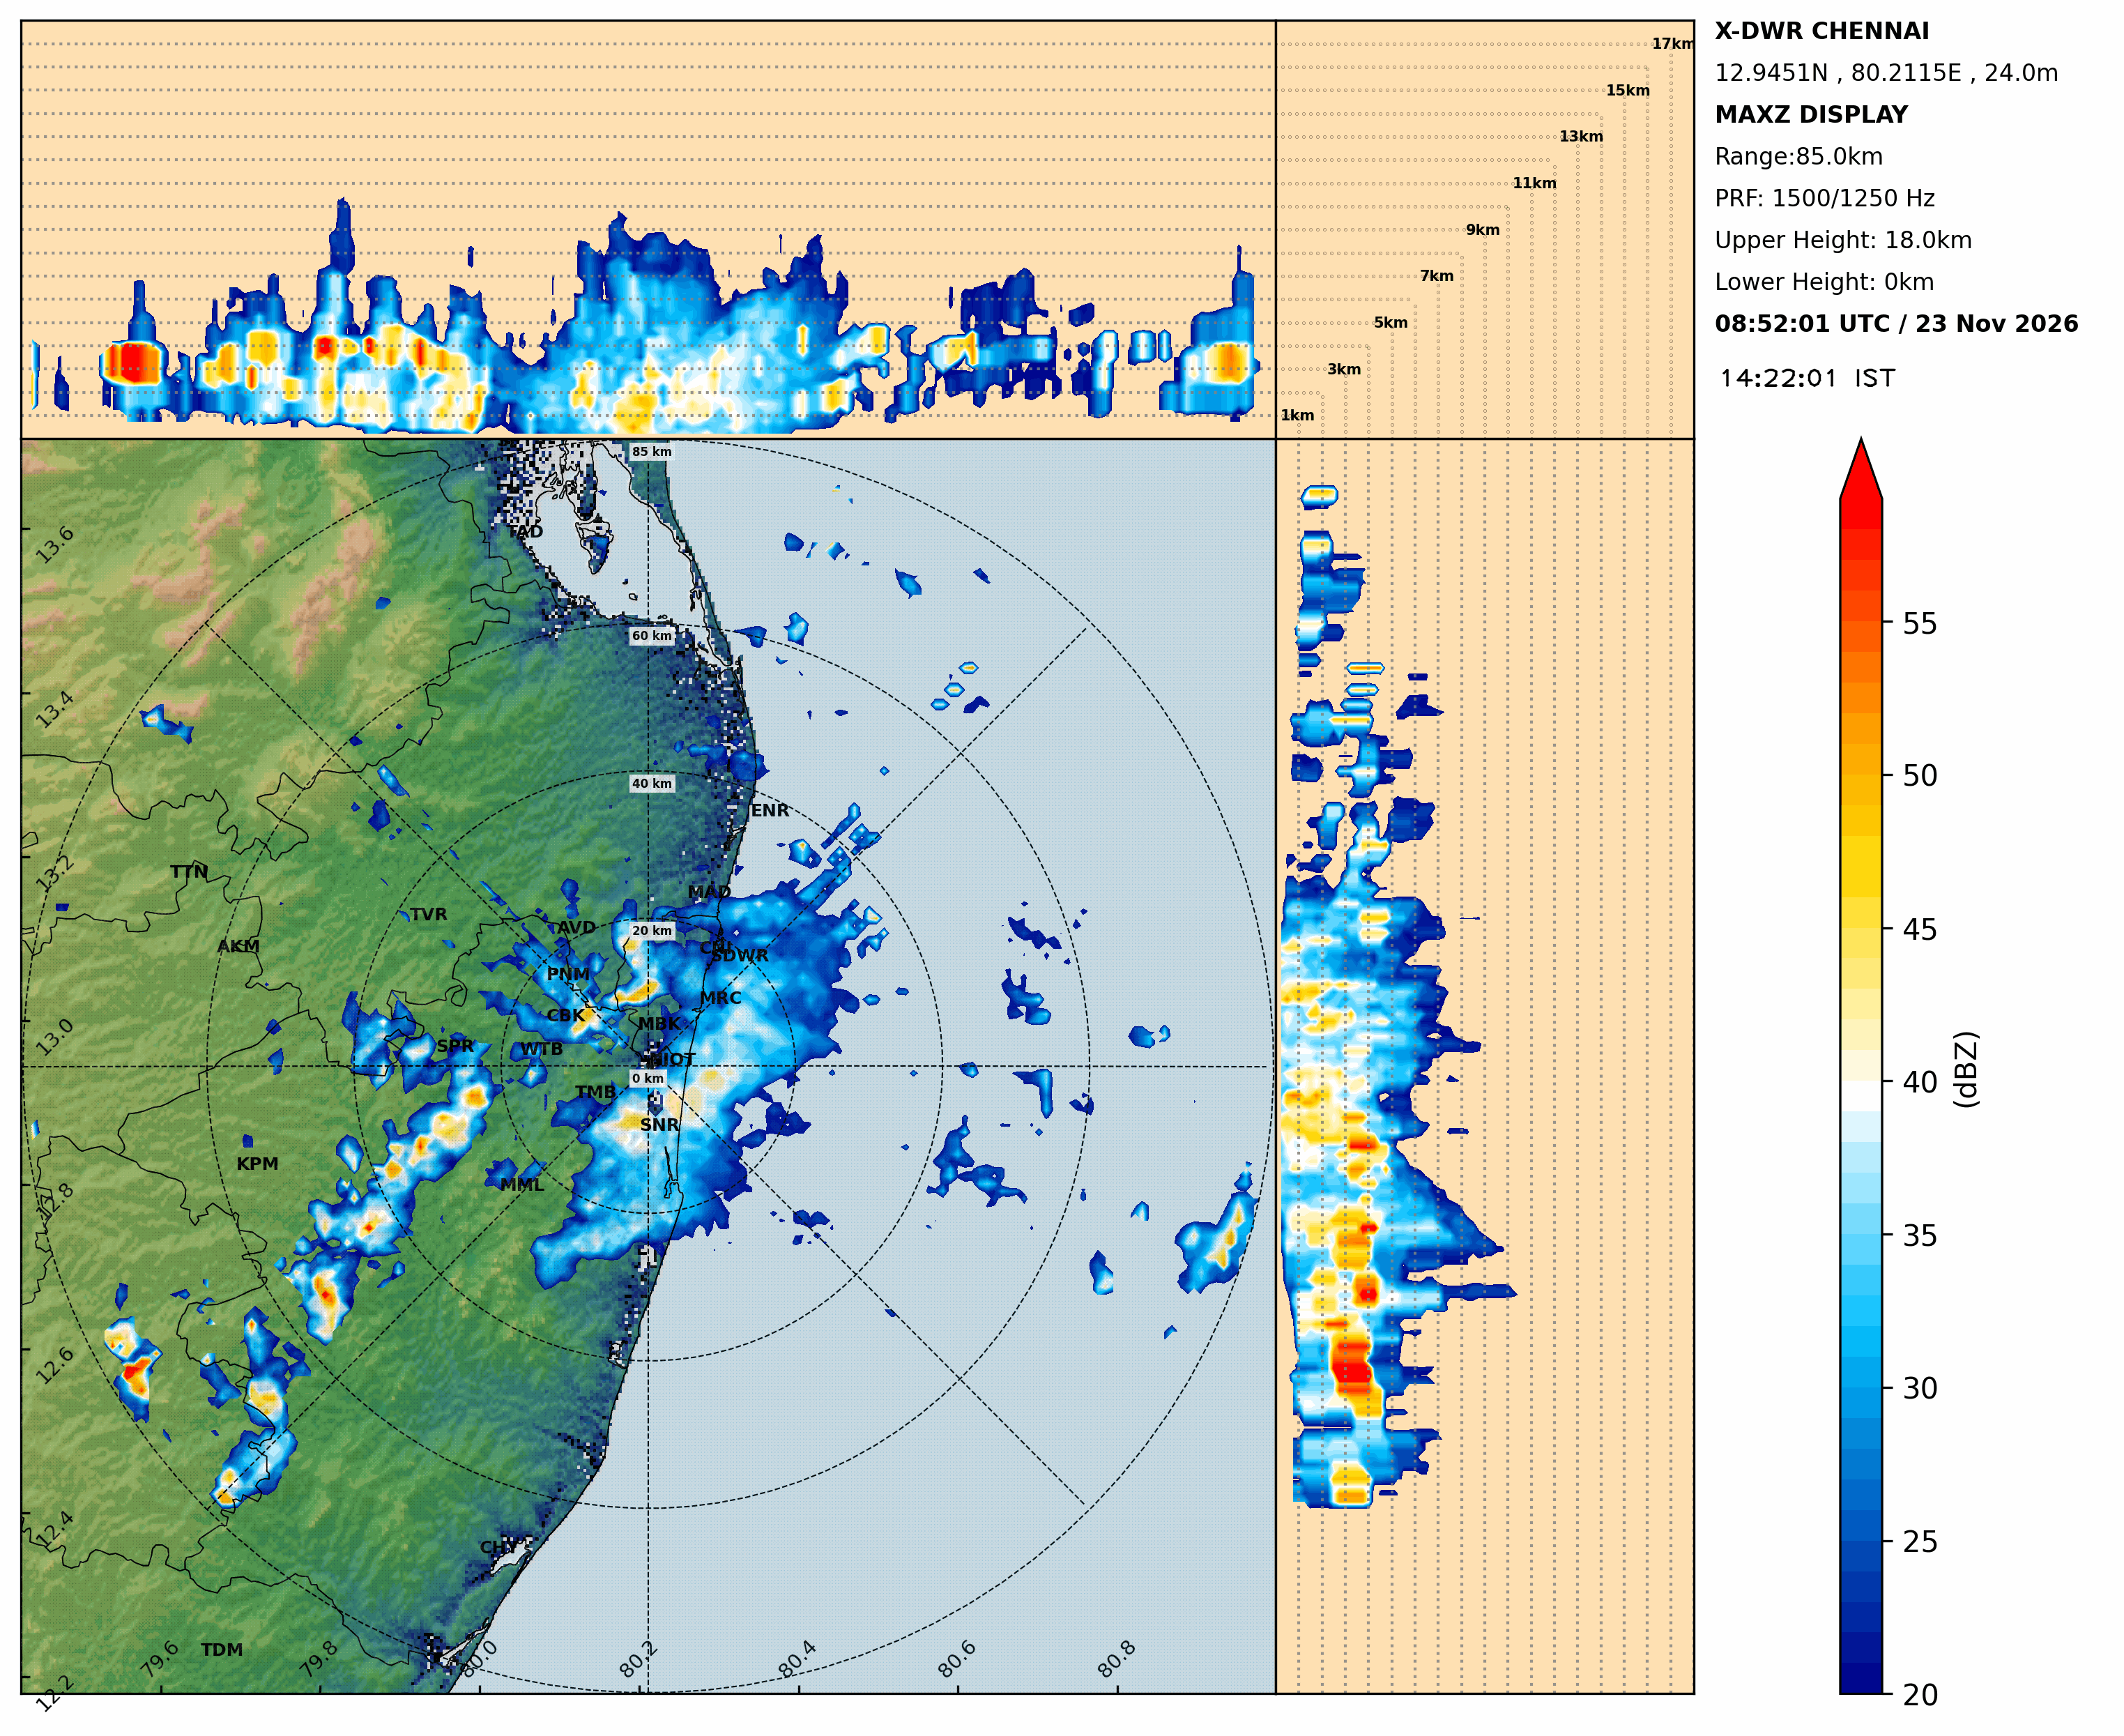 17km
15km
13km
11km
9km
7km
5km
3km
1km
X-DWR CHENNAI
12.9451N , 80.2115E , 24.0m
MAXZ DISPLAY
Range:85.0km
PRF: 1500/1250 Hz
Upper Height: 18.0km
Lower Height: 0km
08:52:01 UTC / 23 Nov 2026
14:22:01 IST
85 km
TAD
13.6
60 km
13.4
40 km
ENR
TTN
13.2
MAD
TVR
AVD
20 km
AKM
SDWR
PNM
MRC
CBK
MBK
13.0
SPR
WTB
IOT
0 km
TMB
SNR
KPM
MML
12.8
12.6
12.4
CHY
TDM
12.2
79.6
79.8
80.0
80.2
80.4
80.6
80.8
55
50
45
40
35
30
25
20
(dBZ)